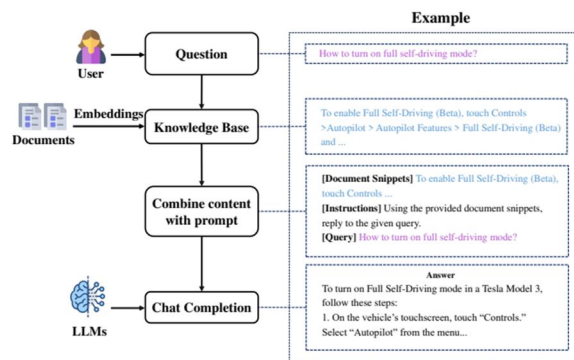 Example
User
Question
How to turn on full self-driving mode?
Documents
Embeddings
Knowledge Base
To enable Full Self-Driving (Beta), touch Controls
>Autopilot > Autopilot Features > Full Self-Driving (Beta)
and ...
Combine content
with prompt
[Document Snippets] To enable Full Self-Driving (Beta),
touch Controls ...
[Instructions] Using the provided document snippets,
reply to the given query.
[Query] How to turn on full self-driving mode?
LLMs
Chat Completion
Answer
To turn on Full Self-Driving mode in a Tesla Model 3,
follow these steps:
1. On the vehicle's touchscreen, touch “Controls.”
Select “Autopilot” from the menu...